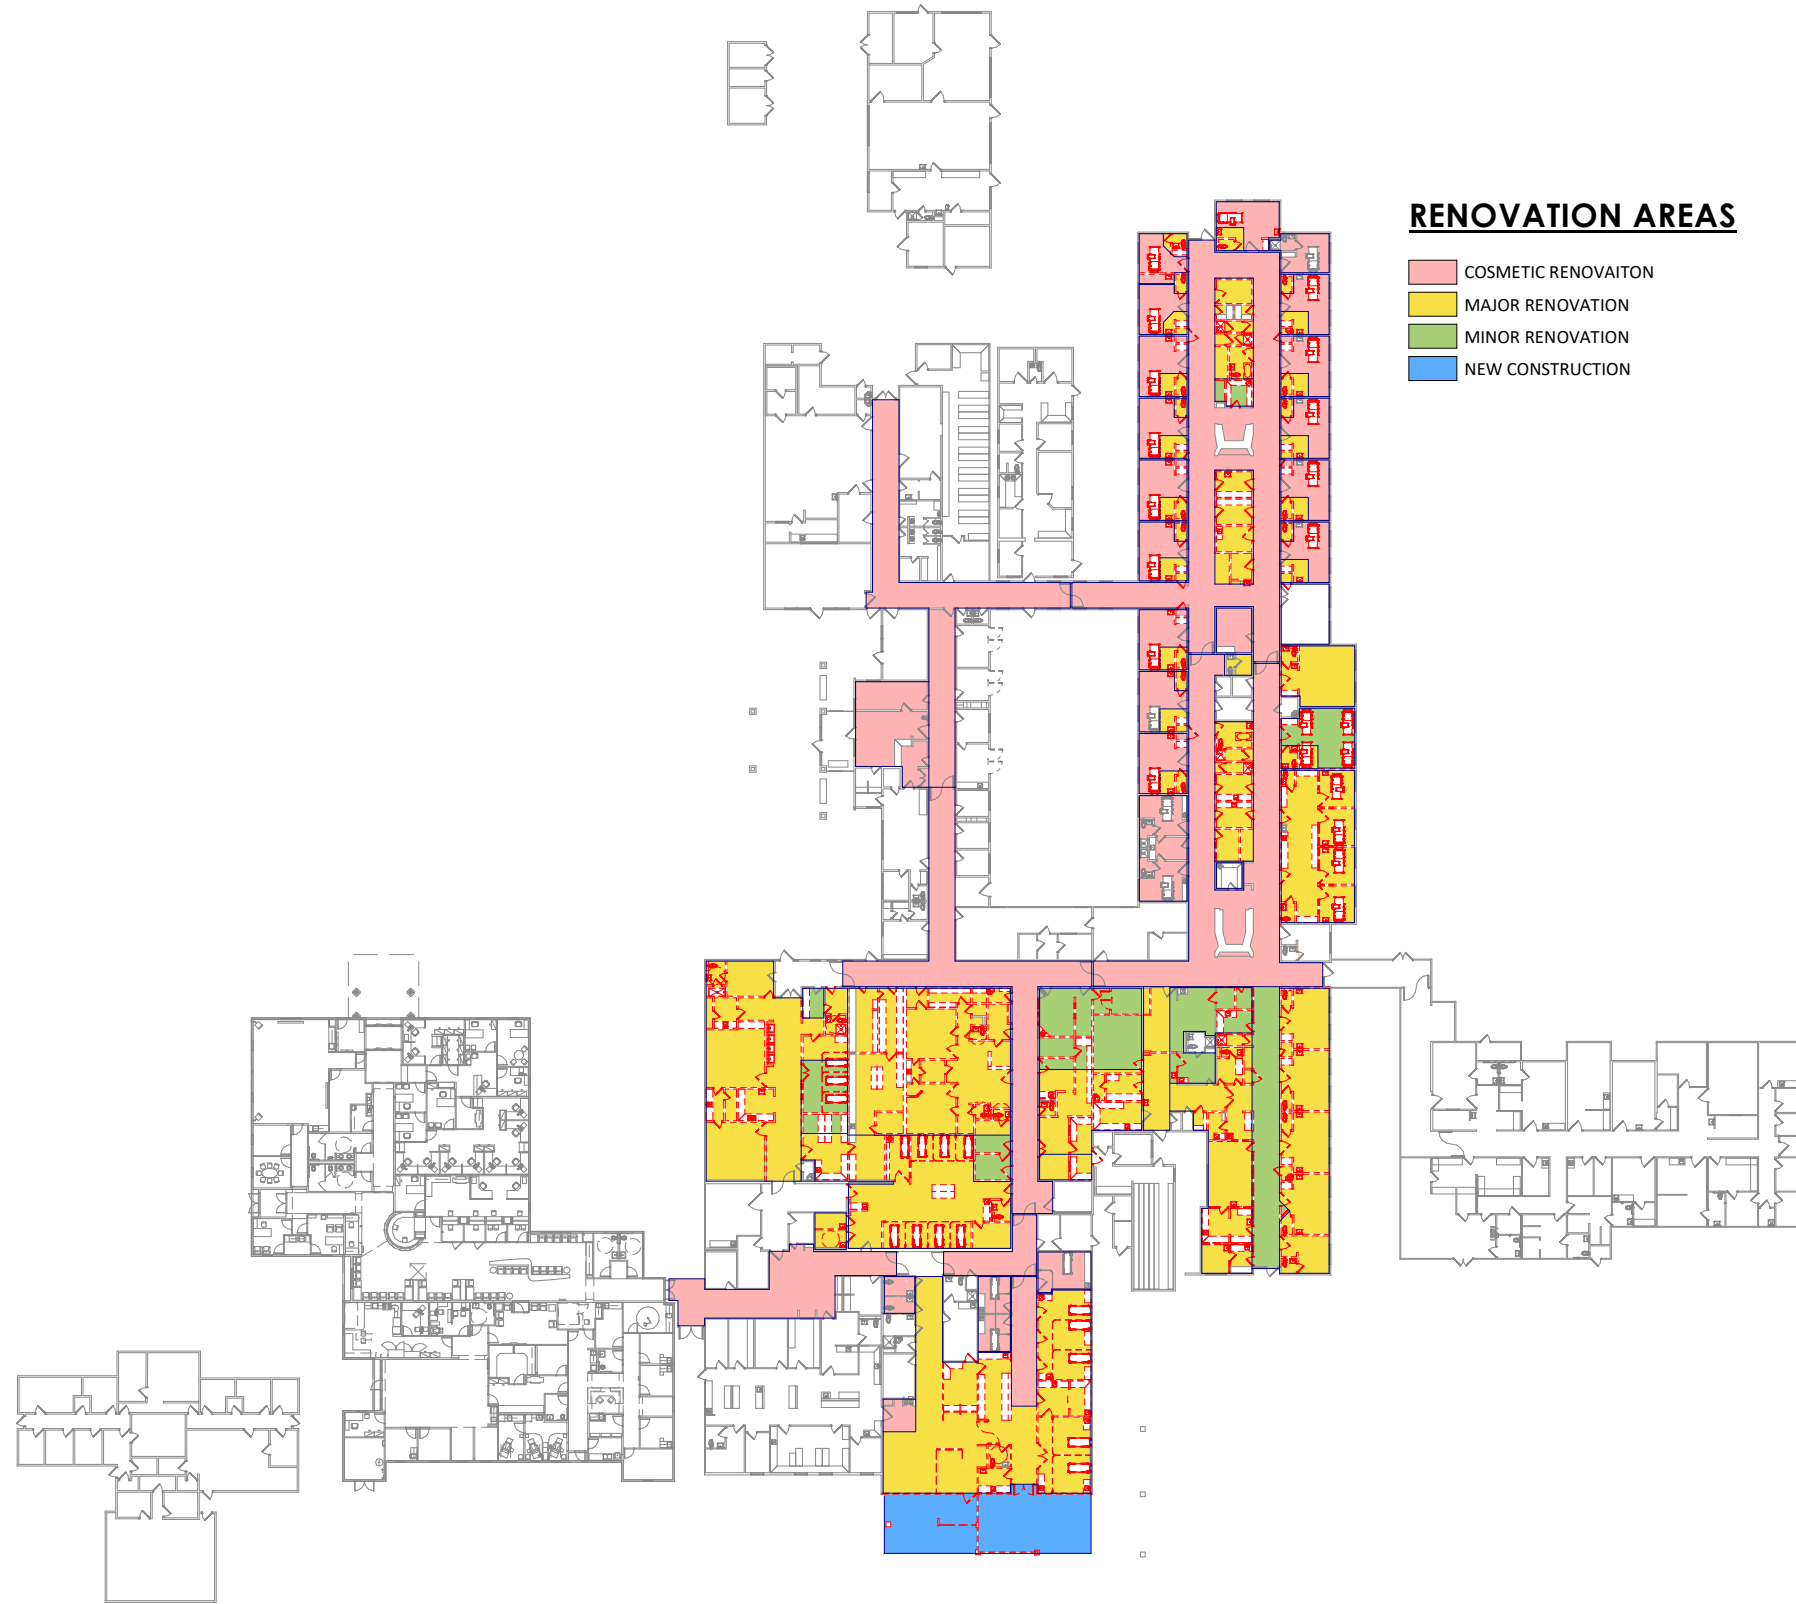 RENOVATION AREAS
COSMETIC RENOVAITON
MAJOR RENOVATION
MINOR RENOVATION
NEW CONSTRUCTION